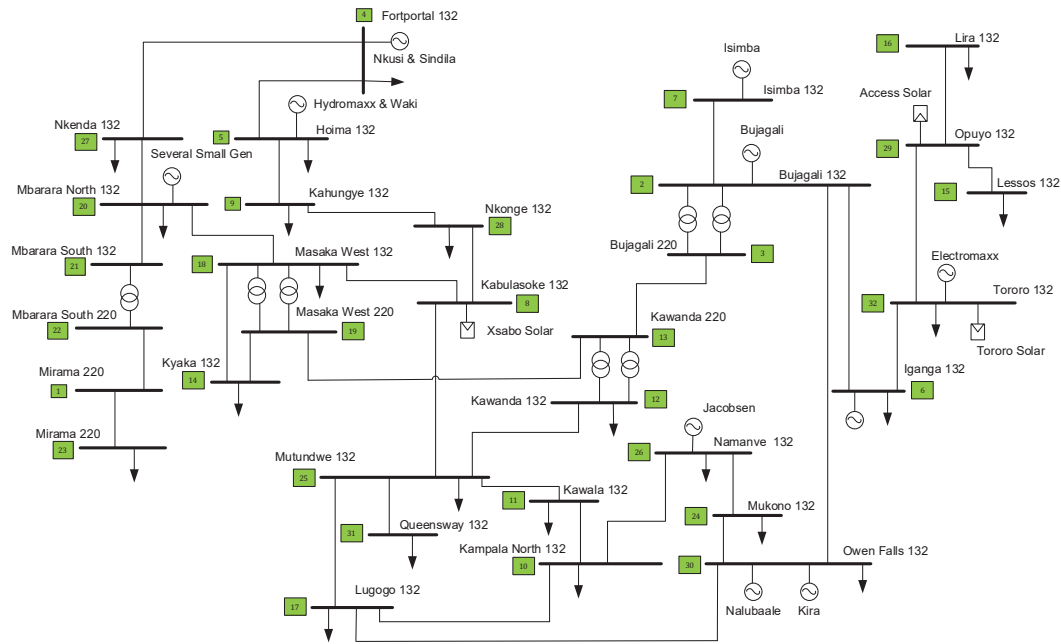 4
Fortportal 132
Nkusi & Sindila
Hydromaxx & Waki
5
Hoima 132
Nkenda 132
27
Several Small Gen
Mbarara North 132
20
9
Kahungye 132
Nkonge 132
28
Mbarara South 132
21
18
Masaka West 132
Kabulasoke 132
8
Xsabo Solar
Masaka West 220
19
Mbarara South 220
22
Kyaka 132
14
Mirama 220
1
Mirama 220
23
Isimba
7
Isimba 132
Bujagali
2
Bujagali 132
Bujagali 220
3
Kawanda 220
13
Kawanda 132
12
16
Lira 132
Access Solar
29
Opuyo 132
15
Lessos 132
Electromaxx
32
Tororo 132
Tororo Solar
Iganga 132
6
Jacobsen
26
Namanve 132
24
Mukono 132
Mutundwe 132
25
11
Kawala 132
31
Queensway 132
Kampala North 132
10
30
Owen Falls 132
Nalubaale
Kira
17
Lugogo 132